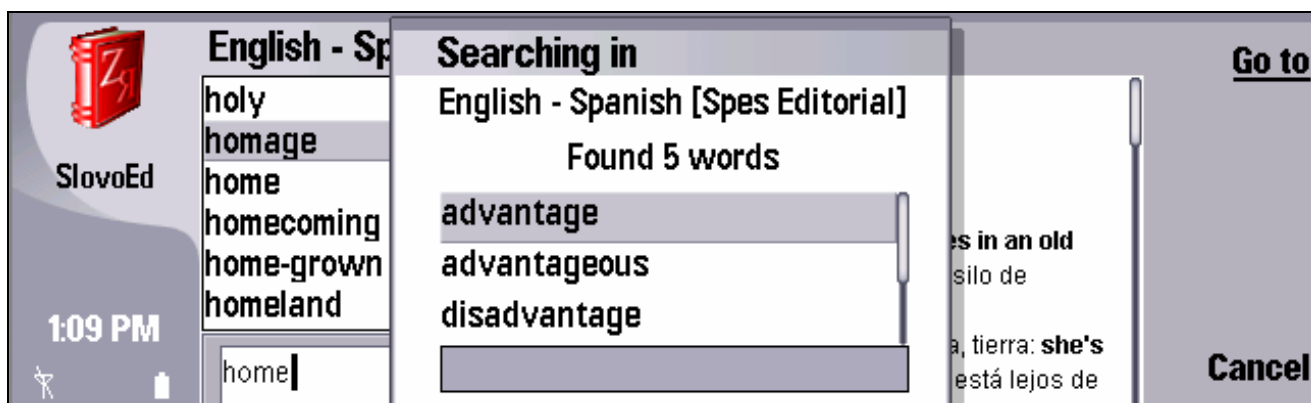 SlovoEd
1:09 PM
English - Sp
holy
homage
home
homecoming
home-grown
homeland
home
Searching in
English - Spanish [Spes Editorial]
Found 5 words
advantage
advantageous
disadvantage
es in an old
silo de
a, tierra: she's
está lejos de
Go to
Cancel